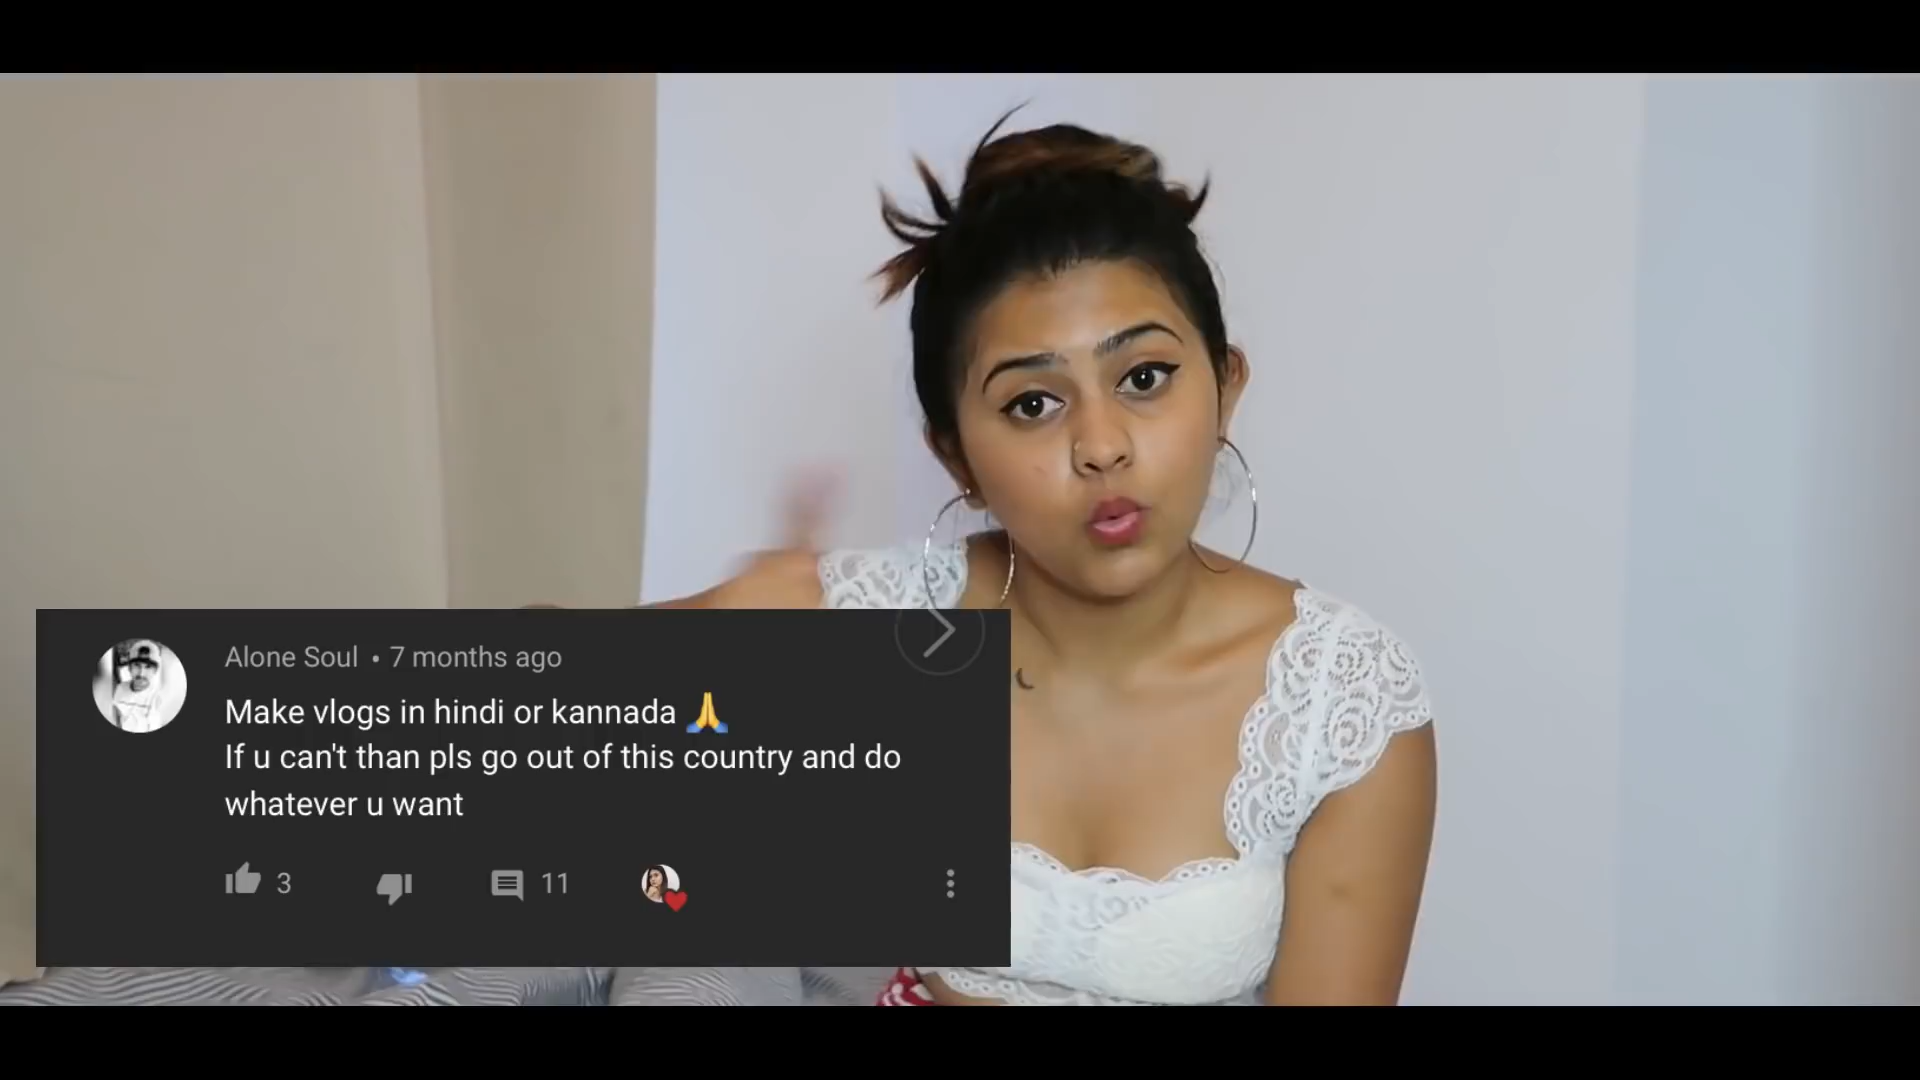 Alone Soul • 7 months ago
Make vlogs in hindi or kannada 🙏
If u can't than pls go out of this country and do
whatever u want
3
11